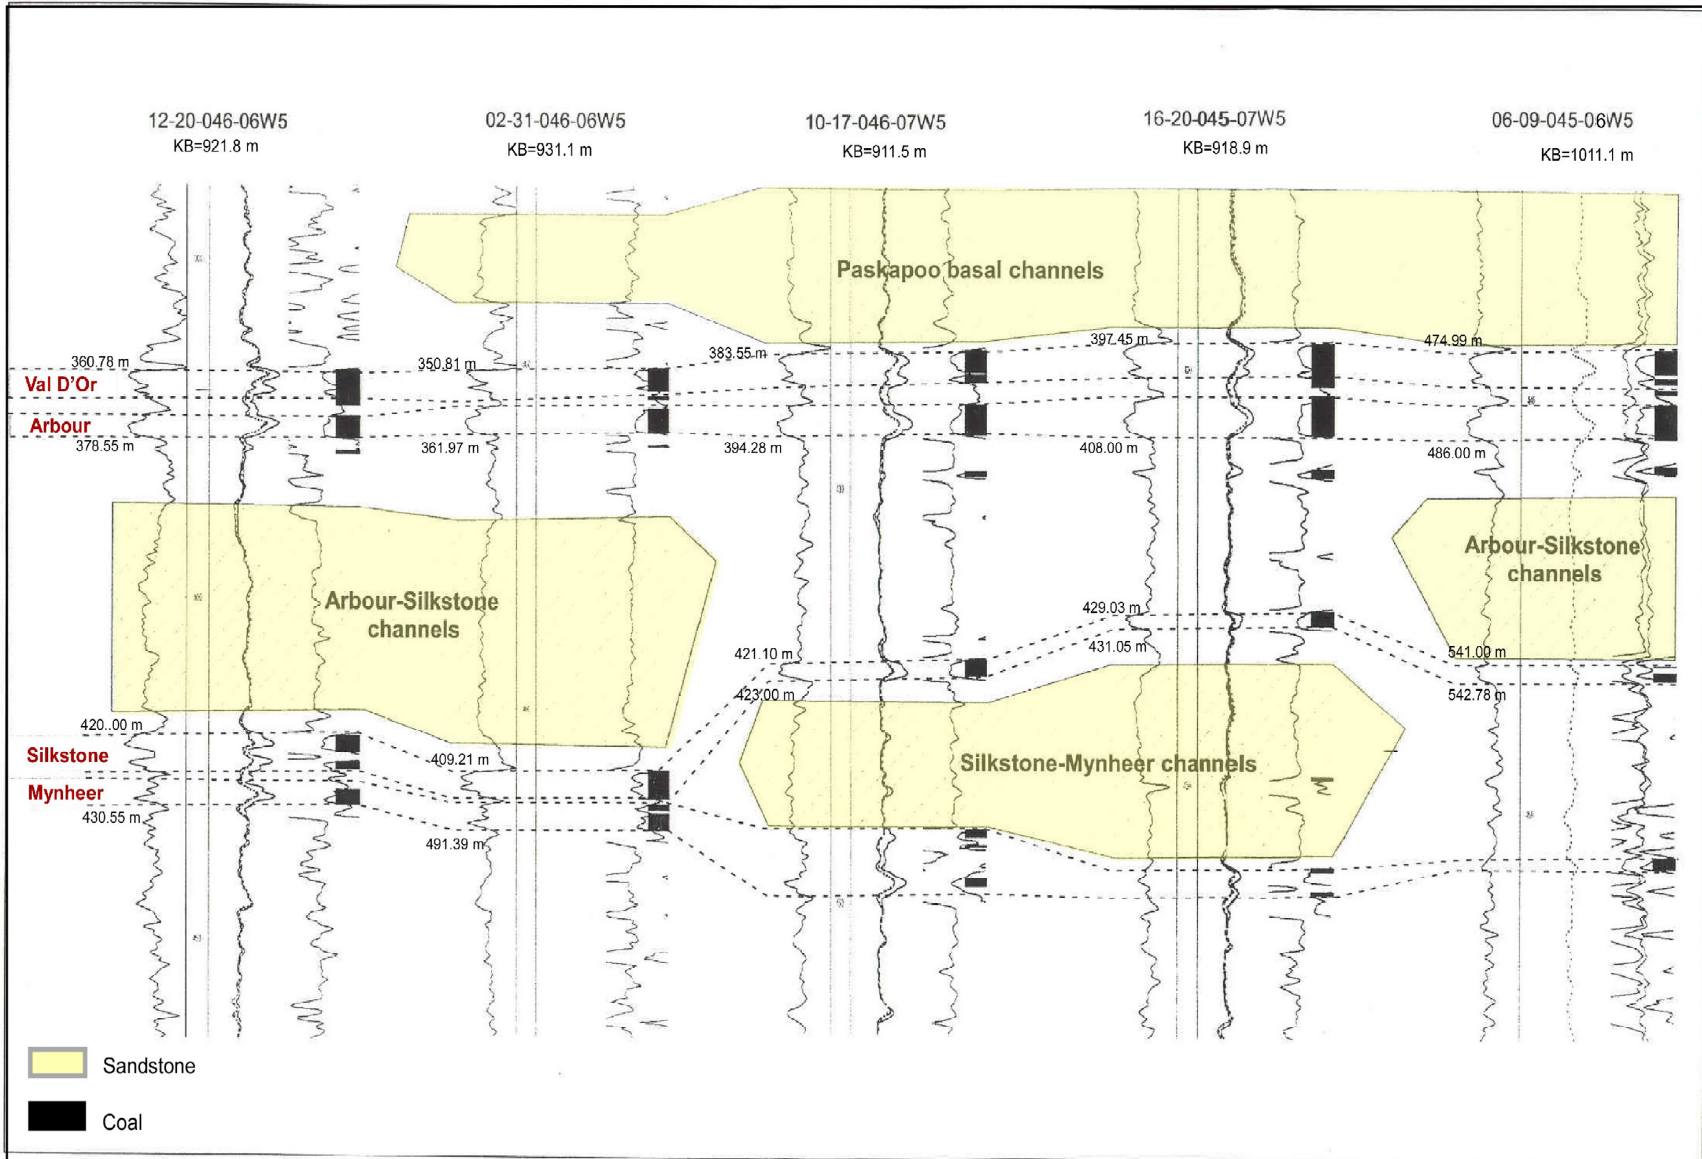 12-20-046-06W5
KB=921.8 m
02-31-046-06W5
KB=931.1 m
10-17-046-07W5
KB=911.5 m
16-20-045-07W5
KB=918.9 m
06-09-045-06W5
KB=1011.1 m
Paskapoo basal channels
360.78 m
350.81 m
383.55 m
397.45 m
474.99 m
Val D'Or
Arbour
378.55 m
361.97 m
394.28 m
408.00 m
486.00 m
Arbour-Silkstone
channels
Arbour-Silkstone
channels
429.03 m
431.05 m
421.10 m
423.00 m
541.00 m
542.78 m
420..00 m
409.21 m
Silkstone
Mynheer
430.55 m
491.39 m
Silkstone-Mynheer channels
Sandstone
Coal